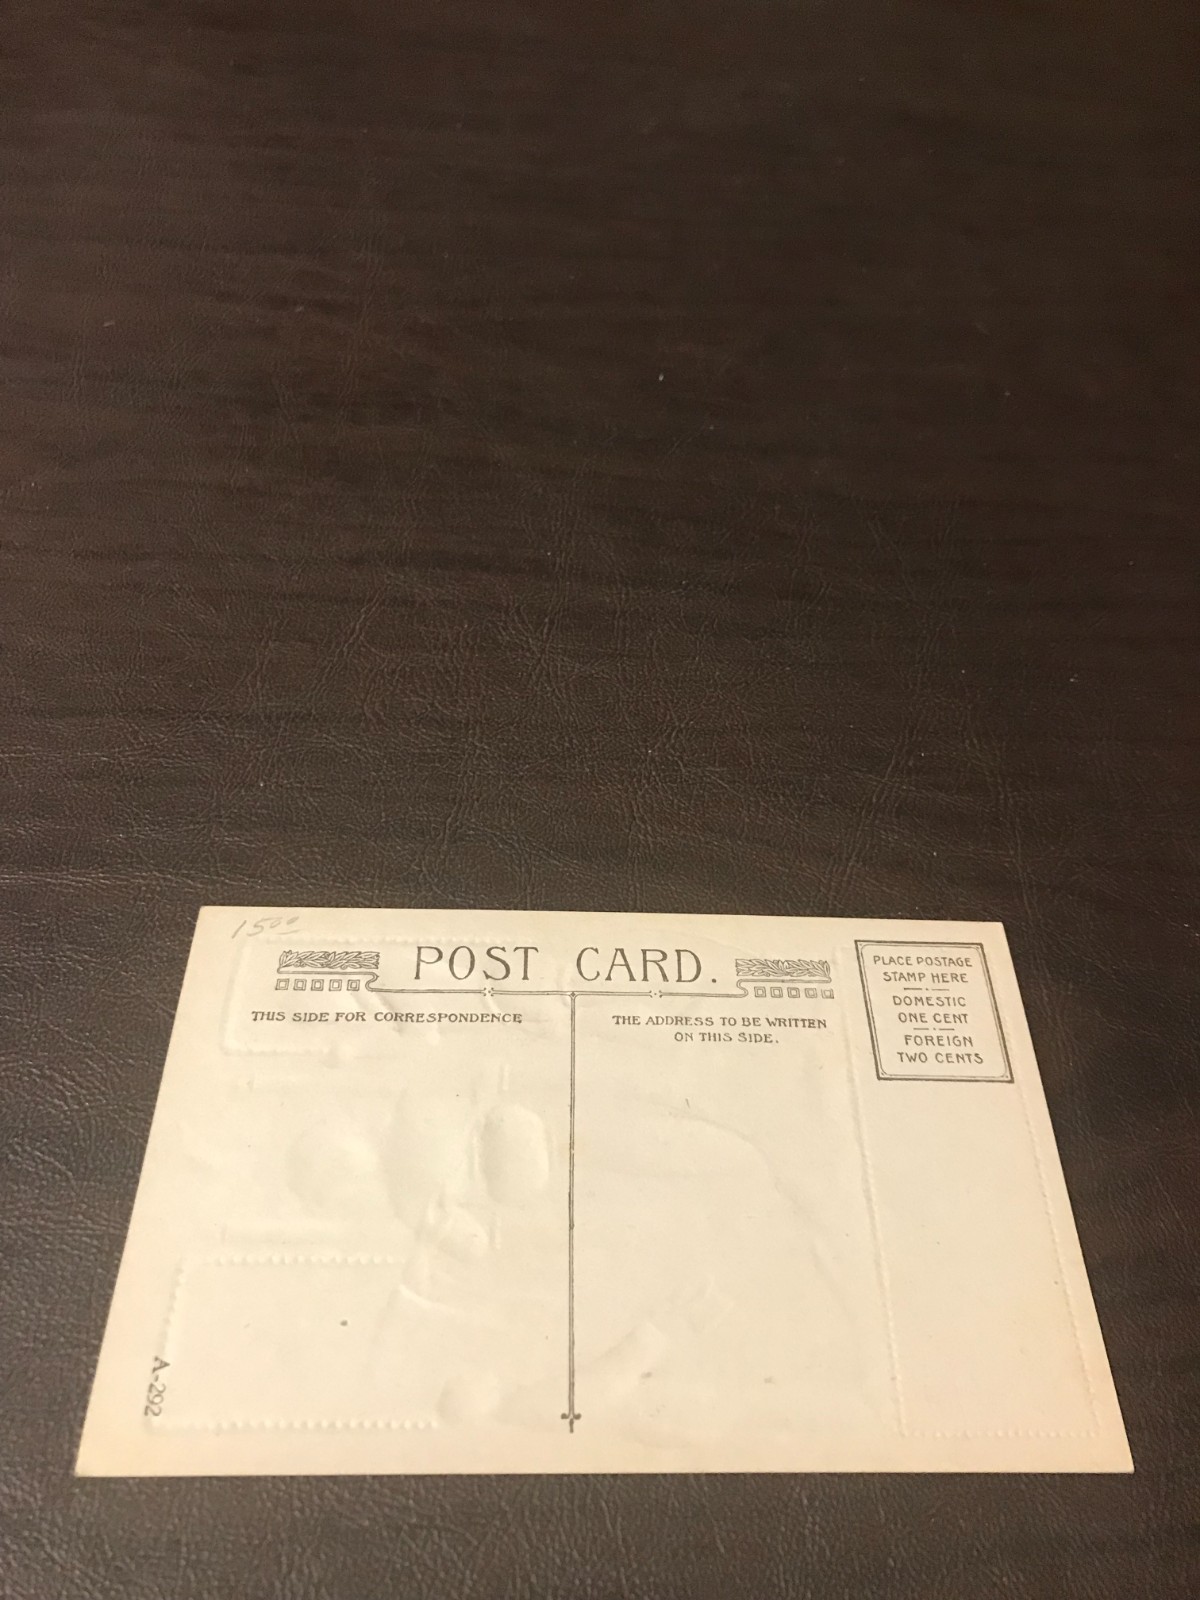 15⁰⁰
POST CARD.
THIS SIDE FOR CORRESPONDENCE
THE ADDRESS TO BE WRITTEN
ON THIS SIDE.
PLACE POSTAGE
STAMP HERE
DOMESTIC
ONE CENT
FOREIGN
TWO CENTS
A-292